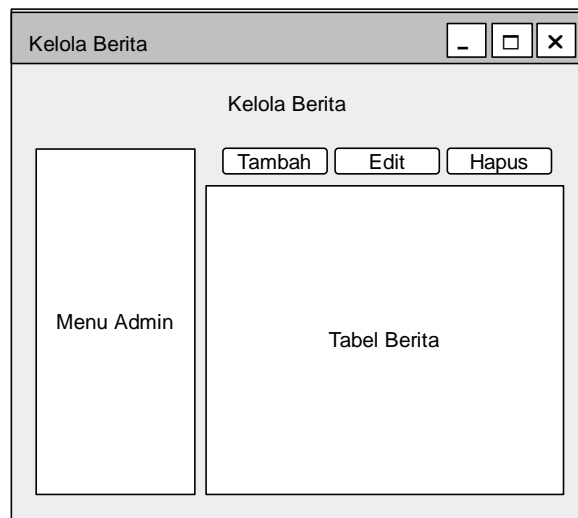 Kelola Berita
Kelola Berita
Tambah Edit Hapus
Menu Admin
Tabel Berita